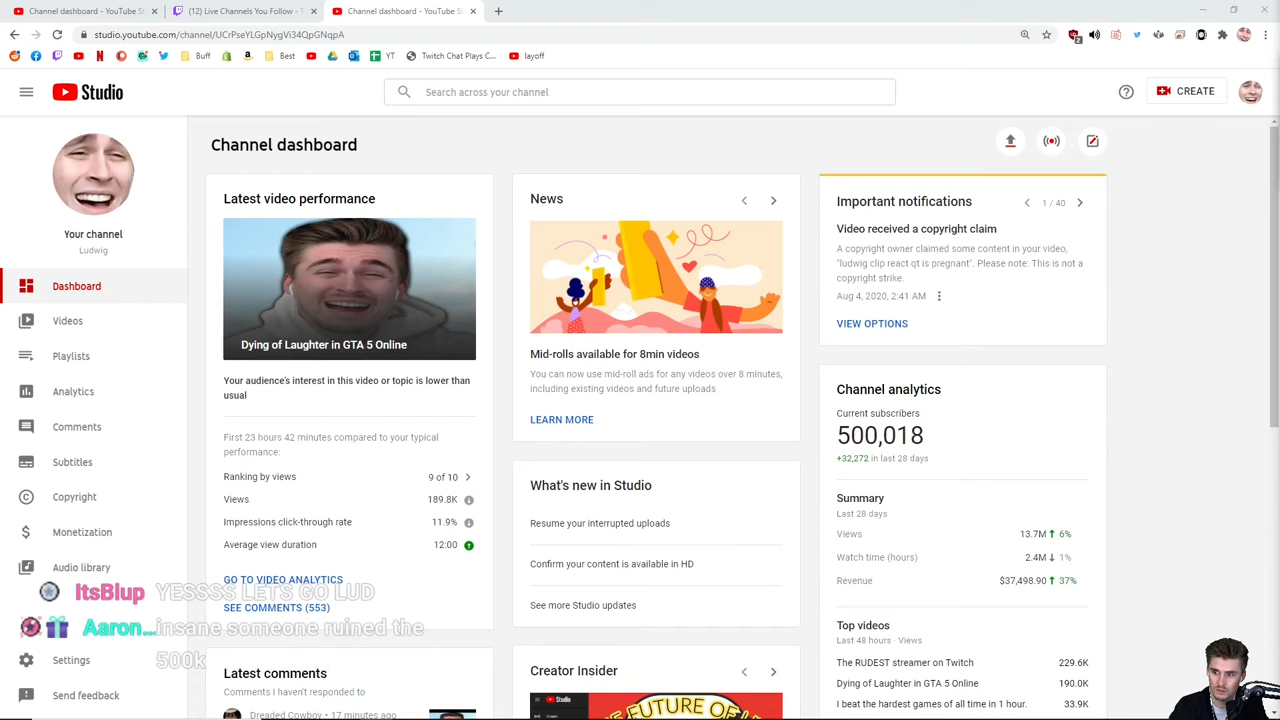 Channel dashboard - YouTube St
(12) Live Channels You Follow - T
Channel dashboard - YouTube S
studio.youtube.com/channel/UCrPseYLGpNygVi34QpGNqpA
Buff
Best
YT
Twitch Chat Plays C...
layoff
Studio
Search across your channel
CREATE
Your channel
Ludwig
Dashboard
Videos
Playlists
Analytics
Comments
Subtitles
Copyright
Monetization
Audio library
Settings
Send feedback
Channel dashboard
Latest video performance
Dying of Laughter in GTA 5 Online
Your audience's interest in this video or topic is lower than
usual
First 23 hours 42 minutes compared to your typical
performance:
Ranking by views 9 of 10
Views 189.8K
Impressions click-through rate 11.9%
Average view duration 12:00
GO TO VIDEO ANALYTICS
SEE COMMENTS (553)
ItsBlup YESSSS LETS GO LUD
Aaron... insane someone ruined the
500k
Latest comments
Comments I haven't responded to
Dreaded Cowboy • 17 minutes ago
News
Mid-rolls available for 8min videos
You can now use mid-roll ads for any videos over 8 minutes,
including existing videos and future uploads
LEARN MORE
What's new in Studio
Resume your interrupted uploads
Confirm your content is available in HD
See more Studio updates
Creator Insider
THE FUTURE OF
Important notifications
1 / 40
Video received a copyright claim
A copyright owner claimed some content in your video,
"ludwig clip react qt is pregnant". Please note: This is not a
copyright strike.
Aug 4, 2020, 2:41 AM
VIEW OPTIONS
Channel analytics
Current subscribers
500,018
+32,272 in last 28 days
Summary
Last 28 days
Views 13.7M 6%
Watch time (hours) 2.4M 1%
Revenue $37,498.90 37%
Top videos
Last 48 hours · Views
The RUDEST streamer on Twitch 229.6K
Dying of Laughter in GTA 5 Online 190.0K
I beat the hardest games of all time in 1 hour. 33.9K